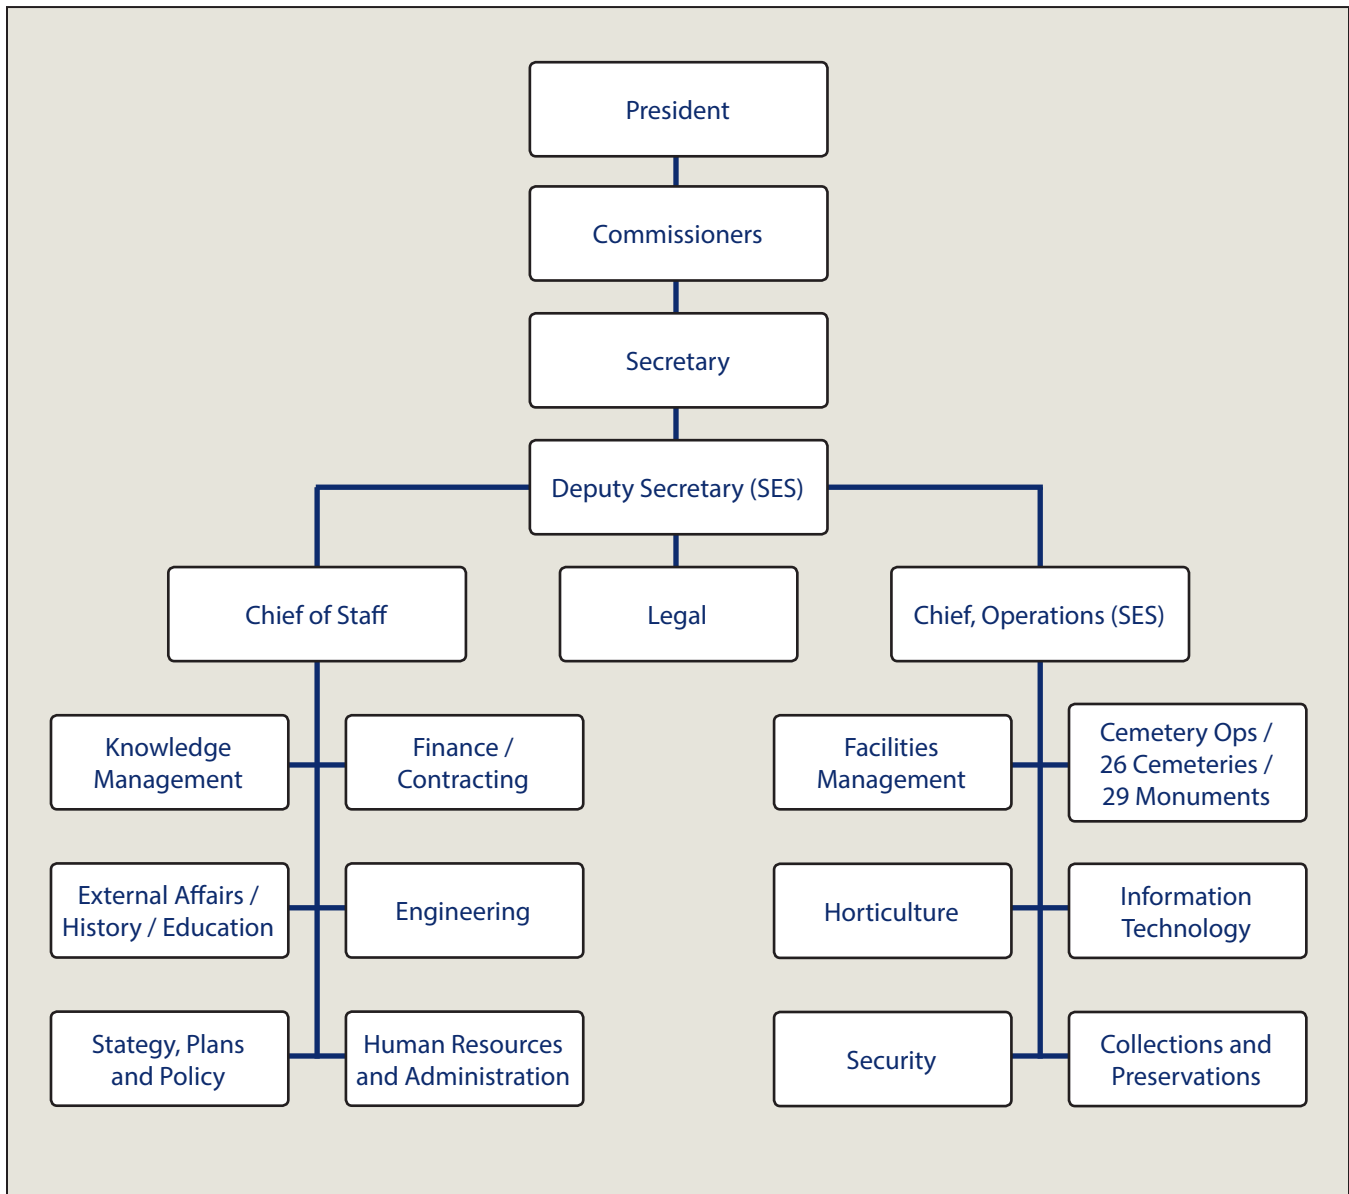 President
Commissioners
Secretary
Deputy Secretary (SES)
Chief of Staff
Legal
Chief, Operations (SES)
Knowledge
Management
Finance /
Contracting
Facilities
Management
Cemetery Ops /
26 Cemeteries /
29 Monuments
External Affairs /
History / Education
Engineering
Horticulture
Information
Technology
Stategy, Plans
and Policy
Human Resources
and Administration
Security
Collections and
Preservations